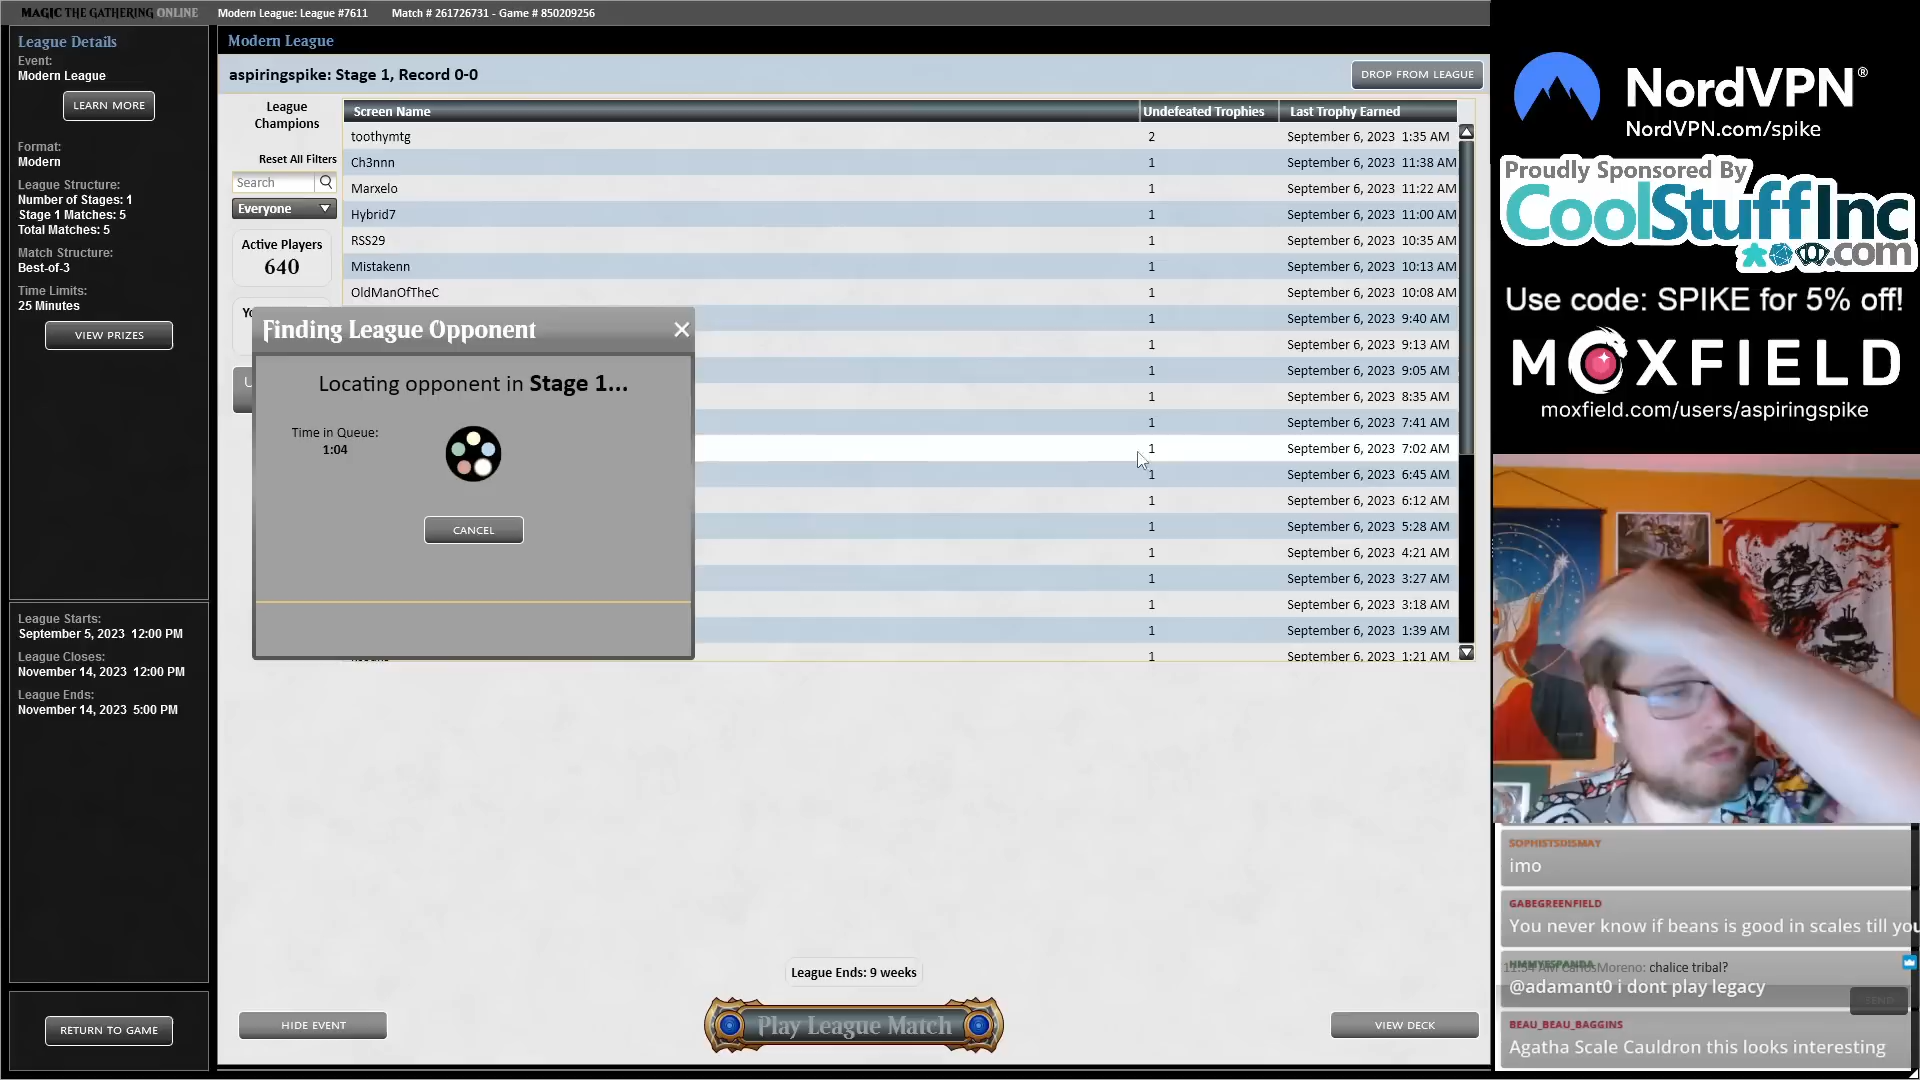 MAGIC THE GATHERING ONLINE
Modern League: League #7611
Match # 261726731 - Game # 850209256
League Details
Event:
Modern League
LEARN MORE
Format:
Modern
League Structure:
Number of Stages: 1
Stage 1 Matches: 5
Total Matches: 5
Match Structure:
Best-of-3
Time Limits:
25 Minutes
VIEW PRIZES
League Starts:
September 5, 2023 12:00 PM
League Closes:
November 14, 2023 12:00 PM
League Ends:
November 14, 2023 5:00 PM
RETURN TO GAME
Modern League
aspiringspike: Stage 1, Record 0-0
DROP FROM LEAGUE
League
Champions
Reset All Filters
Search
Everyone
Active Players
640
Screen Name Undefeated Trophies Last Trophy Earned
toothymtg 2 September 6, 2023 1:35 AM
Ch3nnn 1 September 6, 2023 11:38 AM
Marxelo 1 September 6, 2023 11:22 AM
Hybrid7 1 September 6, 2023 11:00 AM
RSS29 1 September 6, 2023 10:35 AM
Mistakenn 1 September 6, 2023 10:13 AM
OldManOfTheC 1 September 6, 2023 10:08 AM
1 September 6, 2023 9:40 AM
1 September 6, 2023 9:13 AM
1 September 6, 2023 9:05 AM
1 September 6, 2023 8:35 AM
1 September 6, 2023 7:41 AM
1 September 6, 2023 7:02 AM
1 September 6, 2023 6:45 AM
1 September 6, 2023 6:12 AM
1 September 6, 2023 5:28 AM
1 September 6, 2023 4:21 AM
1 September 6, 2023 3:27 AM
1 September 6, 2023 3:18 AM
1 September 6, 2023 1:39 AM
1 September 6, 2023 1:21 AM
Finding League Opponent
Locating opponent in Stage 1...
Time in Queue:
1:04
CANCEL
League Ends: 9 weeks
HIDE EVENT
Play League Match
VIEW DECK
NordVPN®
NordVPN.com/spike
Proudly Sponsored By
CoolStuffInc
.com
Use code: SPIKE for 5% off!
MOXFIELD
moxfield.com/users/aspiringspike
SOPHISTSDISMAY
imo
GABEGREENFIELD
You never know if beans is good in scales till you
HMMYESPANDA
CarlosMoreno: chalice tribal?
@adamant0 i dont play legacy
SEND
BEAU_BEAU_BAGGINS
Agatha Scale Cauldron this looks interesting